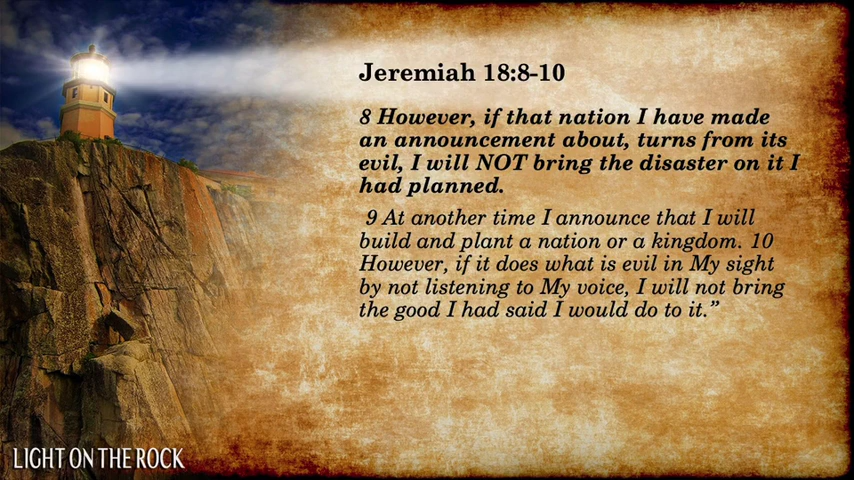 Jeremiah 18:8-10
8 However, if that nation I have made
an announcement about, turns from its
evil, I will NOT bring the disaster on it I
had planned.
9 At another time I announce that I will
build and plant a nation or a kingdom. 10
However, if it does what is evil in My sight
by not listening to My voice, I will not bring
the good I had said I would do to it.”
LIGHT ON THE ROCK